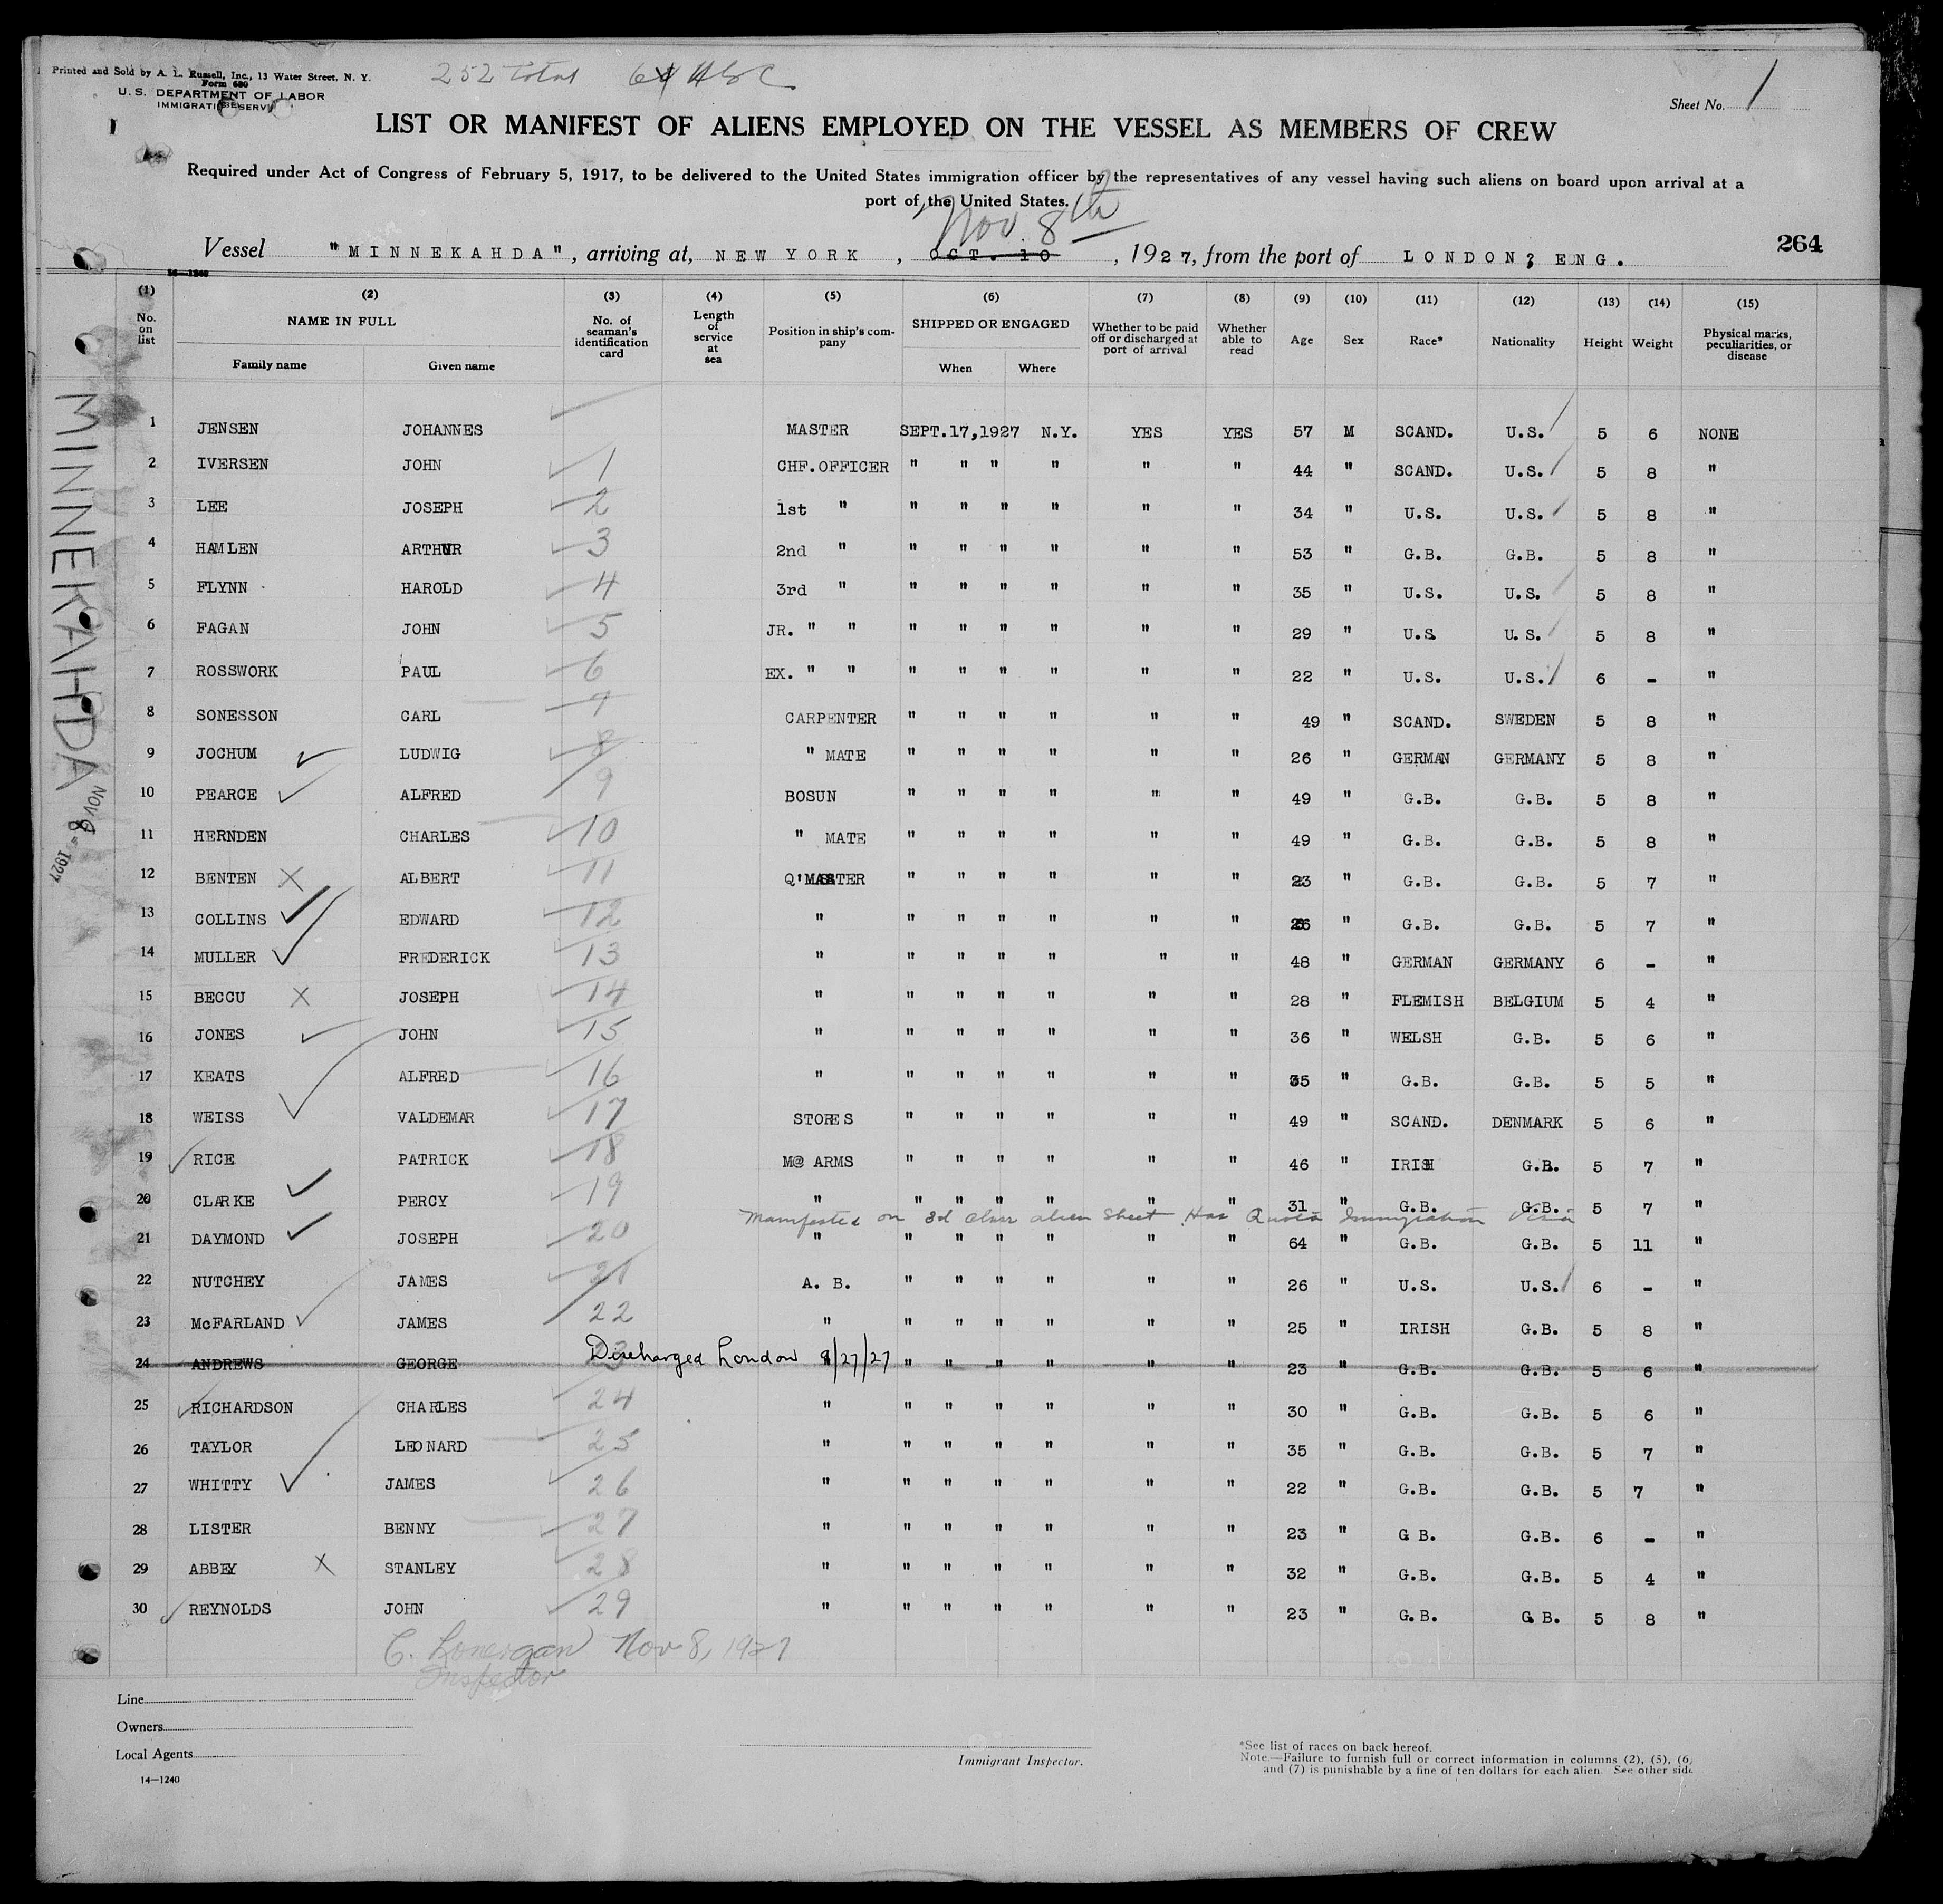 Printed and Sold by A. L. Russell, Inc., 13 Water Street, N. Y.
Form 680
U. S. DEPARTMENT OF LABOR
IMMIGRATION SERVICE
252 total
Sheet No. 1
LIST OR MANIFEST OF ALIENS EMPLOYED ON THE VESSEL AS MEMBERS OF CREW
Required under Act of Congress of February 5, 1917, to be delivered to the United States immigration officer by the representatives of any vessel having such aliens on board upon arrival at a
port of the United States.
Nov. 8th
Vessel "MINNEKAHDA", arriving at, NEW YORK, OCT. 10, 1927, from the port of LONDON, ENG.
264
14—1240
(1) (2) (3) (4) (5) (6) (7) (8) (9) (10) (11) (12) (13) (14) (15)
No. on list NAME IN FULL Family name Given name No. of seaman's identification card Length of service at sea Position in ship's company SHIPPED OR ENGAGED When Where Whether to be paid off or discharged at port of arrival Whether able to read Age Sex Race* Nationality Height Weight Physical marks, peculiarities, or disease
1 JENSEN JOHANNES MASTER SEPT.17,1927 N.Y. YES YES 57 M SCAND. U.S. 5 6 NONE
2 IVERSEN JOHN 1 CHF.OFFICER " " " " " " 44 " SCAND. U.S. 5 8 "
3 LEE JOSEPH 2 1st " " " " " " " 34 " U.S. U.S. 5 8 "
4 HAMLEN ARTHUR 3 2nd " " " " " " " 53 " G.B. G.B. 5 8 "
5 FLYNN HAROLD 4 3rd " " " " " " " 35 " U.S. U.S. 5 8 "
6 FAGAN JOHN 5 JR. " " " " " " " " 29 " U.S. U.S. 5 8 "
7 ROSSWORK PAUL 6 EX. " " " " " " " " 22 " U.S. U.S. 6 - "
8 SONESSON CARL 7 CARPENTER " " " " " " 49 " SCAND. SWEDEN 5 8 "
9 JOCHUM LUDWIG 8 " MATE " " " " " " 26 " GERMAN GERMANY 5 8 "
10 PEARCE ALFRED 9 BOSUN " " " " " " 49 " G.B. G.B. 5 8 "
11 HERNDEN CHARLES 10 " MATE " " " " " " 49 " G.B. G.B. 5 8 "
12 BENTEN ALBERT 11 Q'MASTER " " " " " " 23 " G.B. G.B. 5 7 "
13 COLLINS EDWARD 12 " " " " " " " 26 " G.B. G.B. 5 7 "
14 MULLER FREDERICK 13 " " " " " " " 48 " GERMAN GERMANY 6 - "
15 BECCU JOSEPH 14 " " " " " " " 28 " FLEMISH BELGIUM 5 4 "
16 JONES JOHN 15 " " " " " " " 36 " WELSH G.B. 5 6 "
17 KEATS ALFRED 16 " " " " " " " 35 " G.B. G.B. 5 5 "
18 WEISS VALDEMAR 17 STORES " " " " " " 49 " SCAND. DENMARK 5 6 "
19 RICE PATRICK 18 M@ ARMS " " " " " " 46 " IRISH G.B. 5 7 "
20 CLARKE PERCY 19 " " " " " " " 31 " G.B. G.B. 5 7 "
Manifested on 3d class alien sheet Has Quota Immigration Visa
21 DAYMOND JOSEPH 20 " " " " " " " 64 " G.B. G.B. 5 11 "
22 NUTCHEY JAMES 21 A. B. " " " " " " 26 " U.S. U.S. 6 - "
23 McFARLAND JAMES 22 " " " " " " " 25 " IRISH G.B. 5 8 "
24 ANDREWS GEORGE 23 Discharged London 8/27/27 " " " " " " 23 " G.B. G.B. 5 6 "
25 RICHARDSON CHARLES 24 " " " " " " " 30 " G.B. G.B. 5 6 "
26 TAYLOR LEONARD 25 " " " " " " " 35 " G.B. G.B. 5 7 "
27 WHITTY JAMES 26 " " " " " " " 22 " G.B. G.B. 5 7 "
28 LISTER BENNY 27 " " " " " " " 23 " G B. G.B. 6 - "
29 ABBEY STANLEY 28 " " " " " " " 32 " G.B. G.B. 5 4 "
30 REYNOLDS JOHN 29 " " " " " " " 23 " G.B. G B. 5 8 "
C. Lonergan Nov 8, 1927
Inspector
MINNEKAHDA
NOV 8 - 1927
Line
Owners
Local Agents
14—1240
Immigrant Inspector.
*See list of races on back hereof.
Note.—Failure to furnish full or correct information in columns (2), (5), (6)
and (7) is punishable by a fine of ten dollars for each alien. See other side